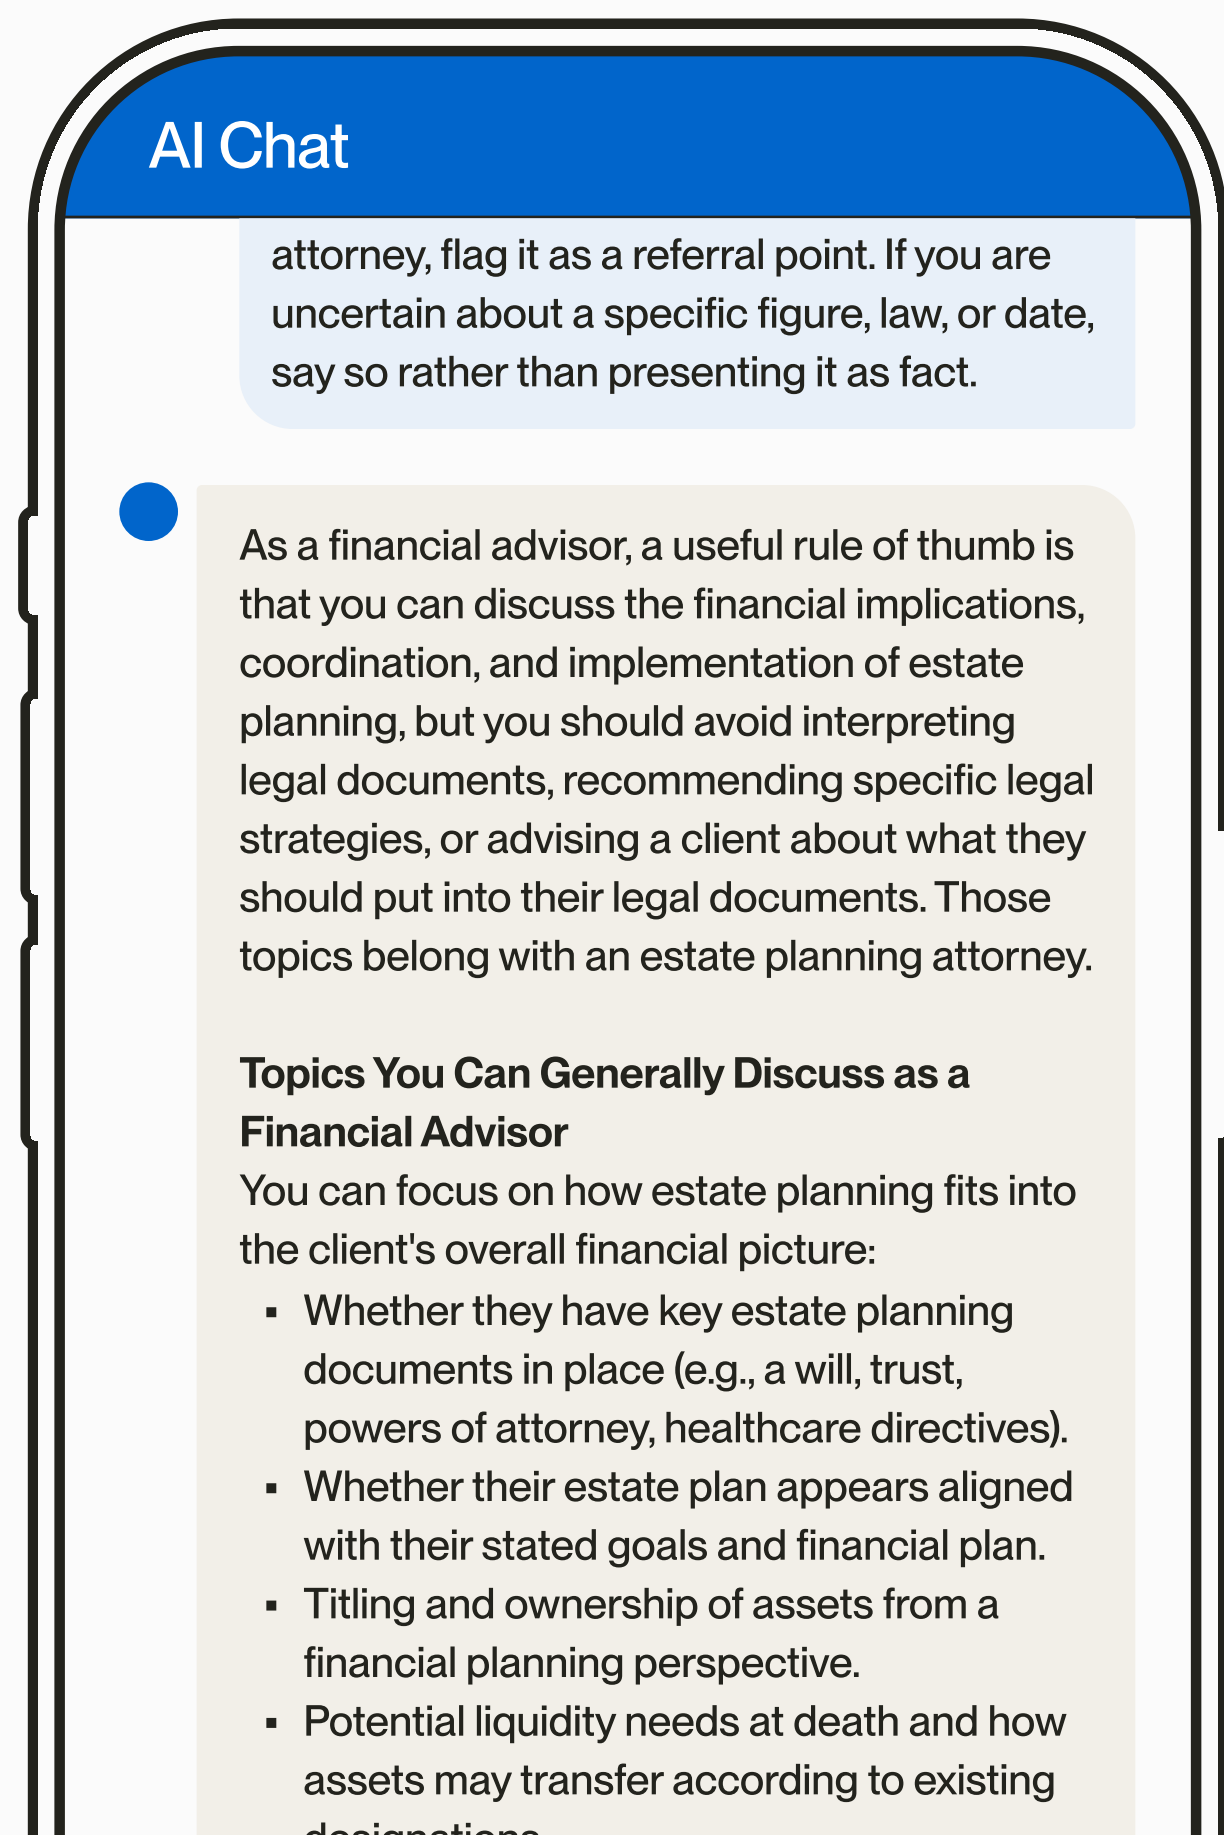 AI Chat
attorney, flag it as a referral point. If you are
uncertain about a specific figure, law, or date,
say so rather than presenting it as fact.
As a financial advisor, a useful rule of thumb is
that you can discuss the financial implications,
coordination, and implementation of estate
planning, but you should avoid interpreting
legal documents, recommending specific legal
strategies, or advising a client about what they
should put into their legal documents. Those
topics belong with an estate planning attorney.
Topics You Can Generally Discuss as a
Financial Advisor
You can focus on how estate planning fits into
the client's overall financial picture:
▪ Whether they have key estate planning
documents in place (e.g., a will, trust,
powers of attorney, healthcare directives).
▪ Whether their estate plan appears aligned
with their stated goals and financial plan.
▪ Titling and ownership of assets from a
financial planning perspective.
▪ Potential liquidity needs at death and how
assets may transfer according to existing